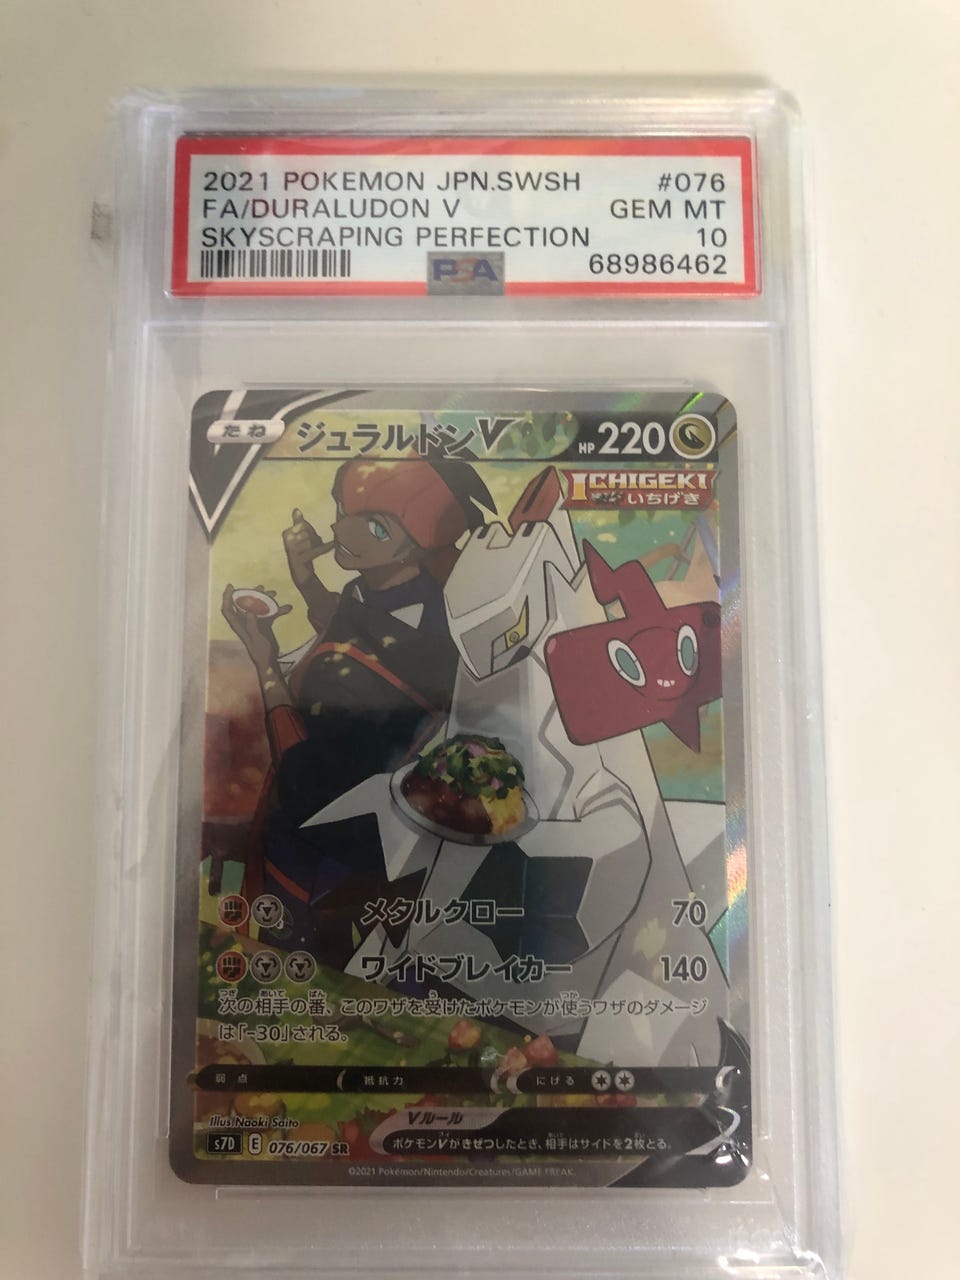 2021 POKEMON JPN.SWSH #076
FA/DURALUDON V GEM MT
SKYSCRAPING PERFECTION 10
PSA 68986462
たね ジュラルドンV HP 220
ICHIGEKI
いちげき
メタルクロー 70
ワイドブレイカー 140
次の相手の番、このワザを受けたポケモンが使うワザのダメージ
は「-30」される。
弱点 抵抗力 にげる
Illus. Naoki Saito Vルール
s7D E 076/067 SR ポケモンVがきぜつしたとき、相手はサイドを2枚とる。
©2021 Pokémon/Nintendo/Creatures/GAME FREAK.